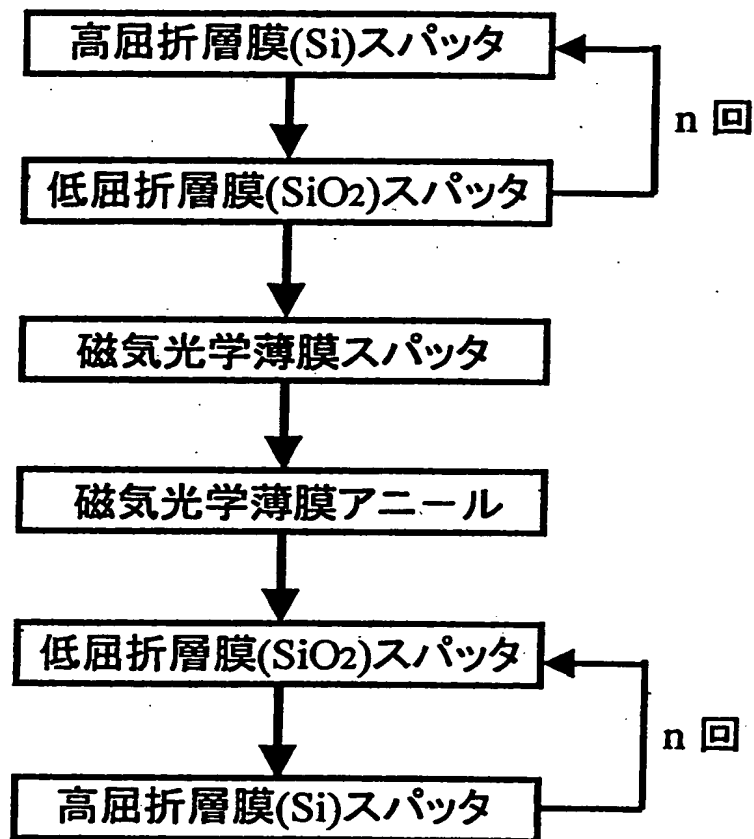 高屈折層膜(Si)スパッタ
n 回
低屈折層膜(SiO2)スパッタ
磁気光学薄膜スパッタ
磁気光学薄膜アニール
低屈折層膜(SiO2)スパッタ
n 回
高屈折層膜(Si)スパッタ